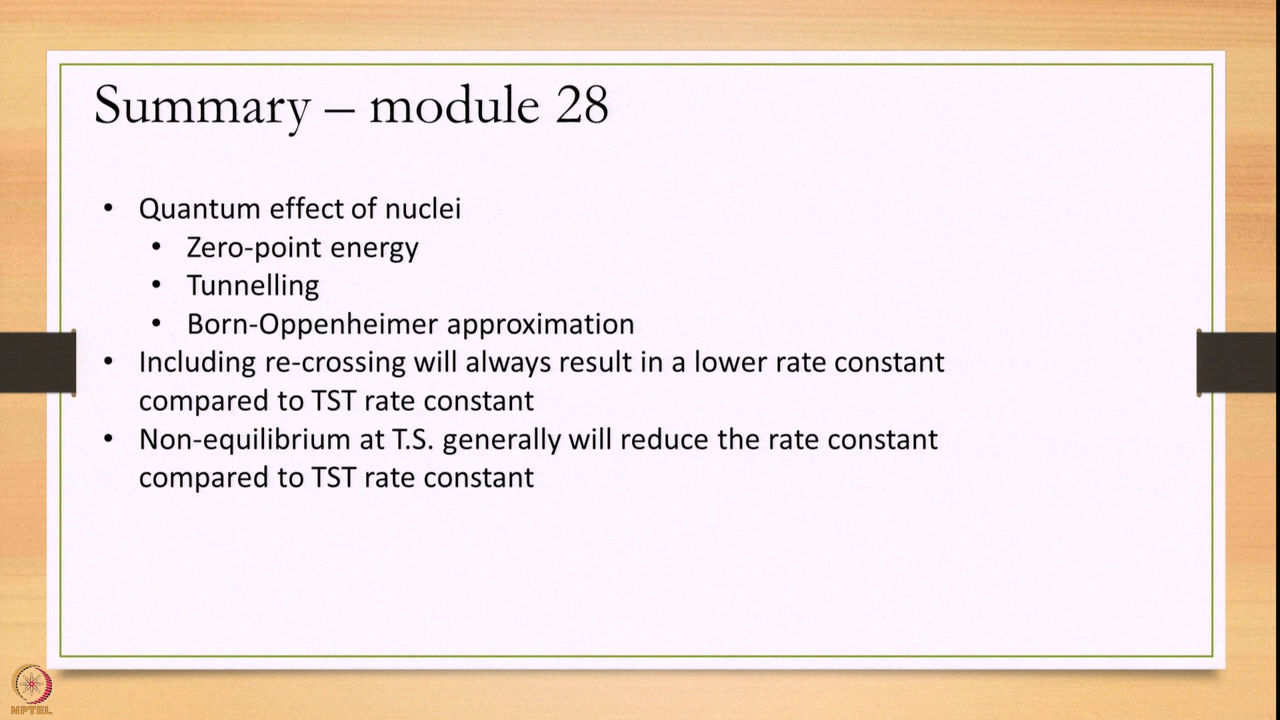 Summary – module 28
• Quantum effect of nuclei
• Zero-point energy
• Tunnelling
• Born-Oppenheimer approximation
• Including re-crossing will always result in a lower rate constant
compared to TST rate constant
• Non-equilibrium at T.S. generally will reduce the rate constant
compared to TST rate constant
NPTEL